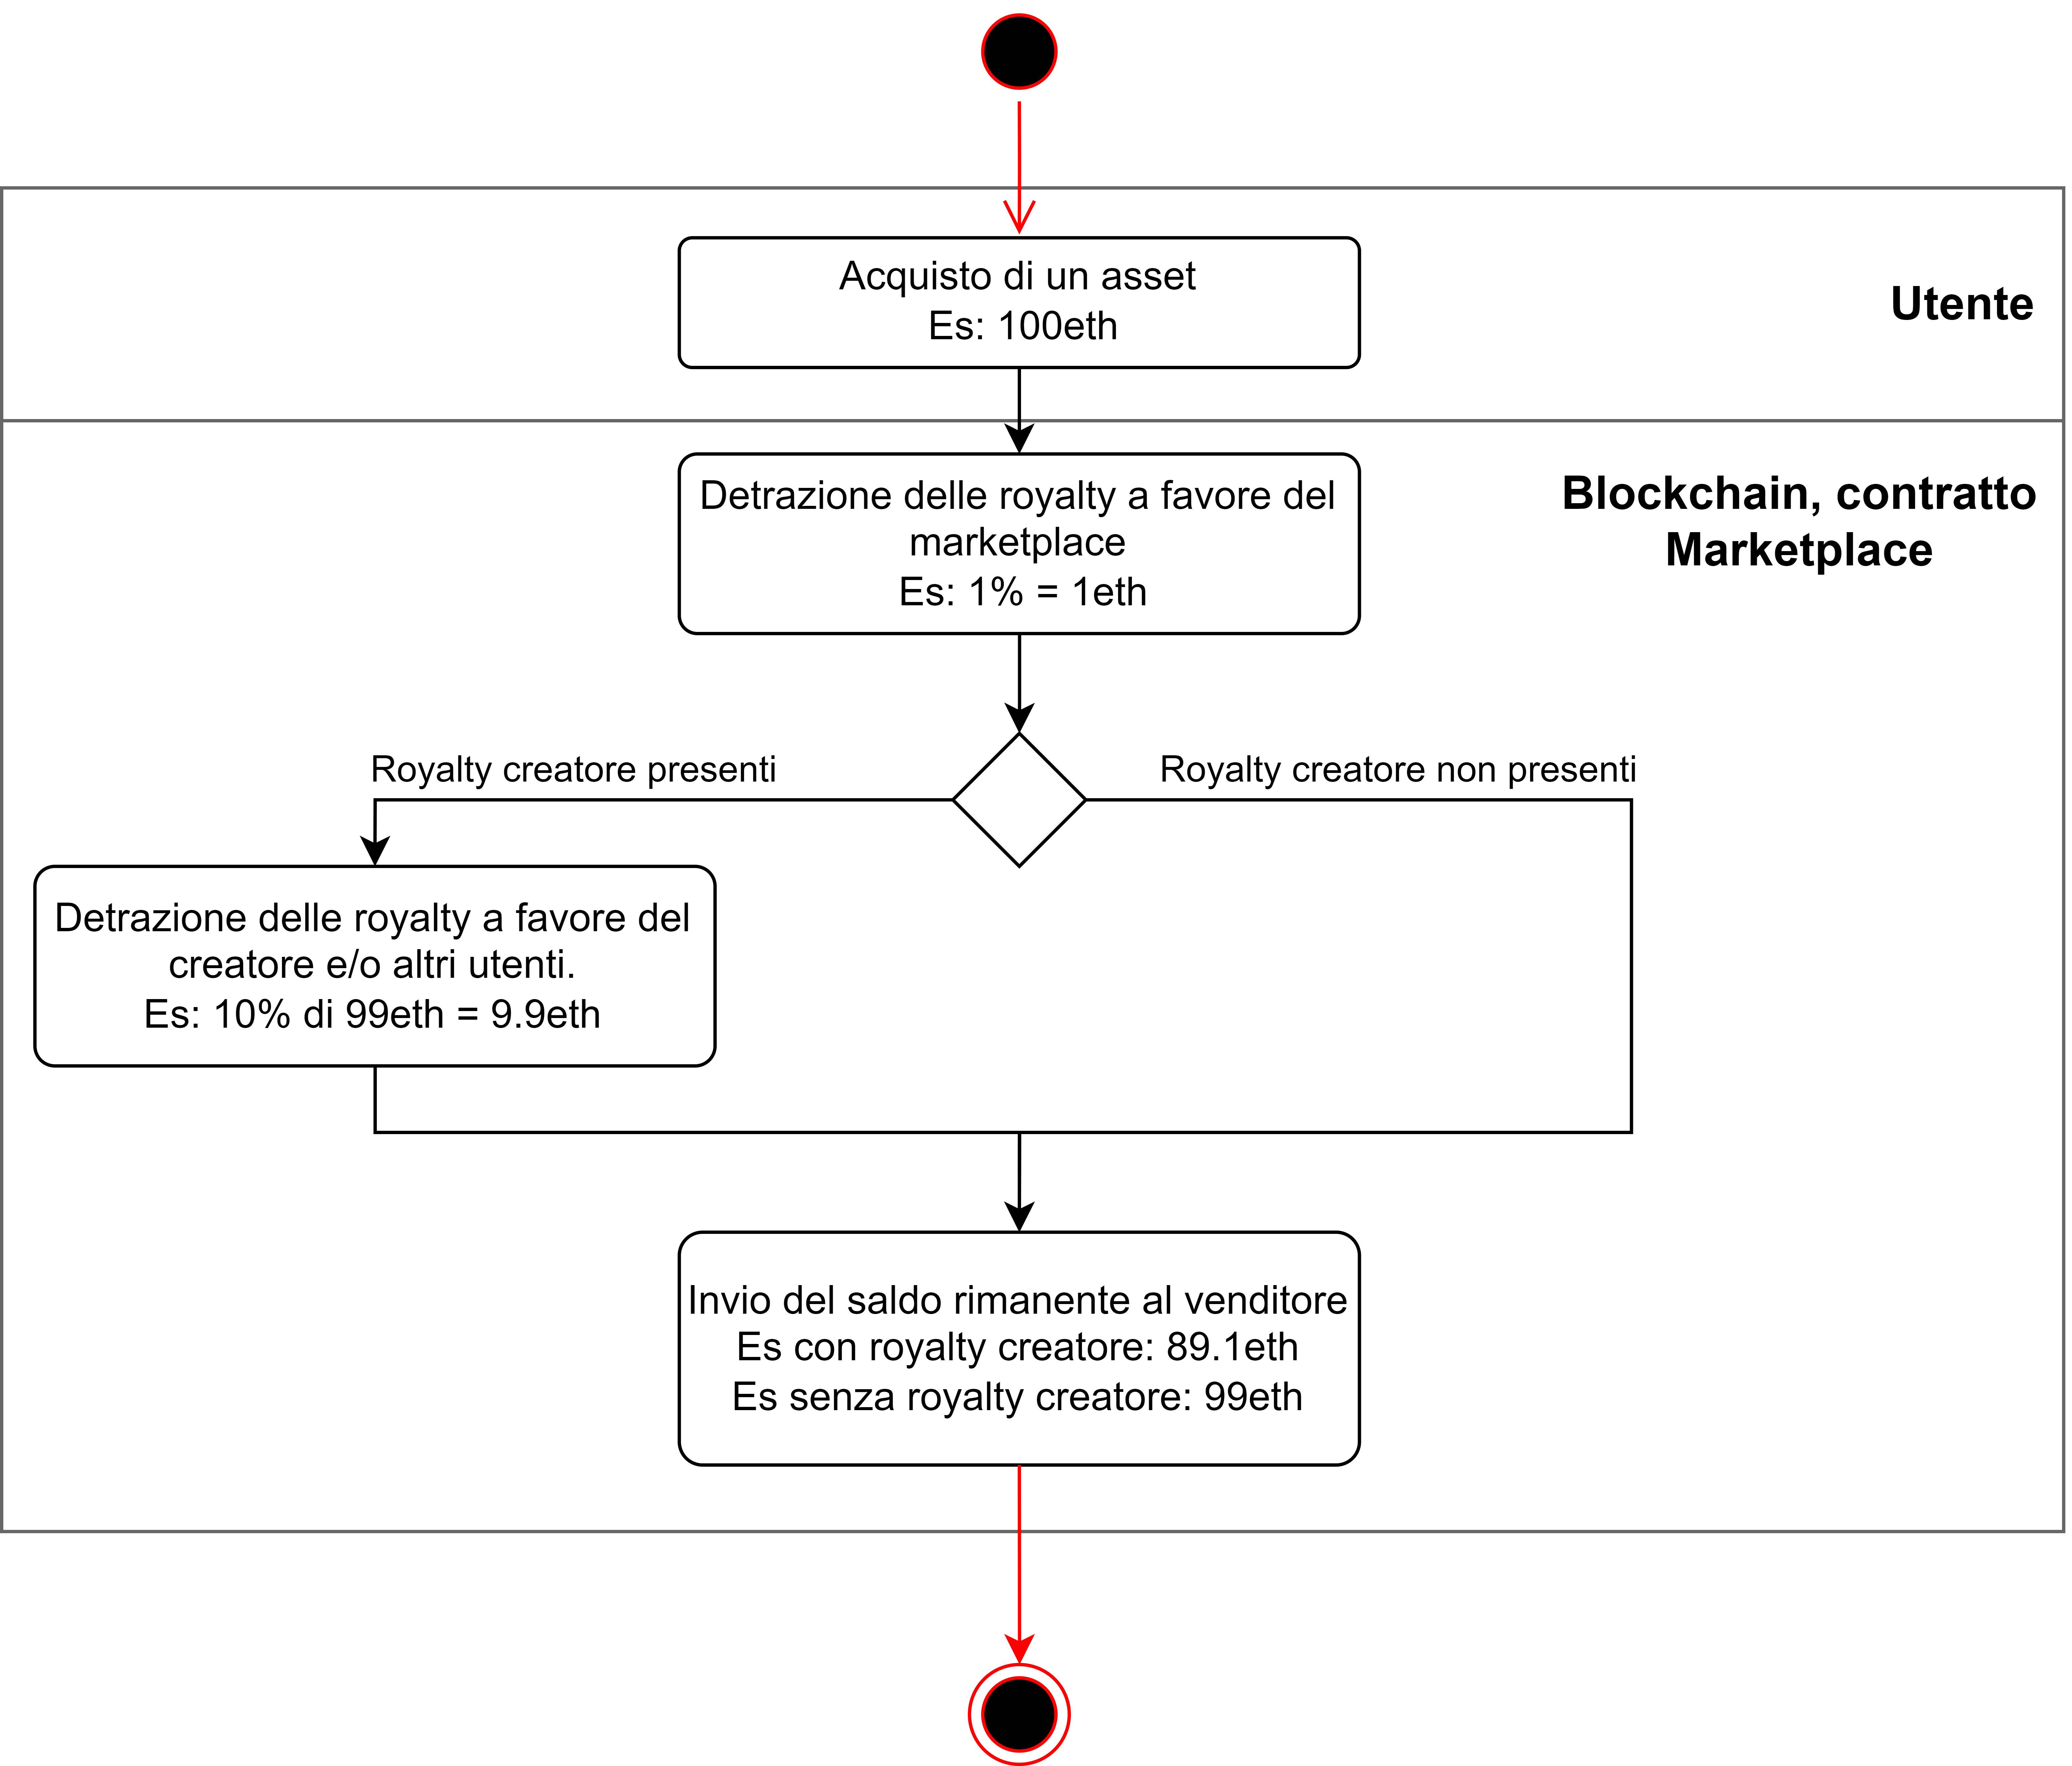 Acquisto di un asset
Es: 100eth
Utente
Detrazione delle royalty a favore del
marketplace
Es: 1% = 1eth
Blockchain, contratto
Marketplace
Royalty creatore presenti
Royalty creatore non presenti
Detrazione delle royalty a favore del
creatore e/o altri utenti.
Es: 10% di 99eth = 9.9eth
Invio del saldo rimanente al venditore
Es con royalty creatore: 89.1eth
Es senza royalty creatore: 99eth